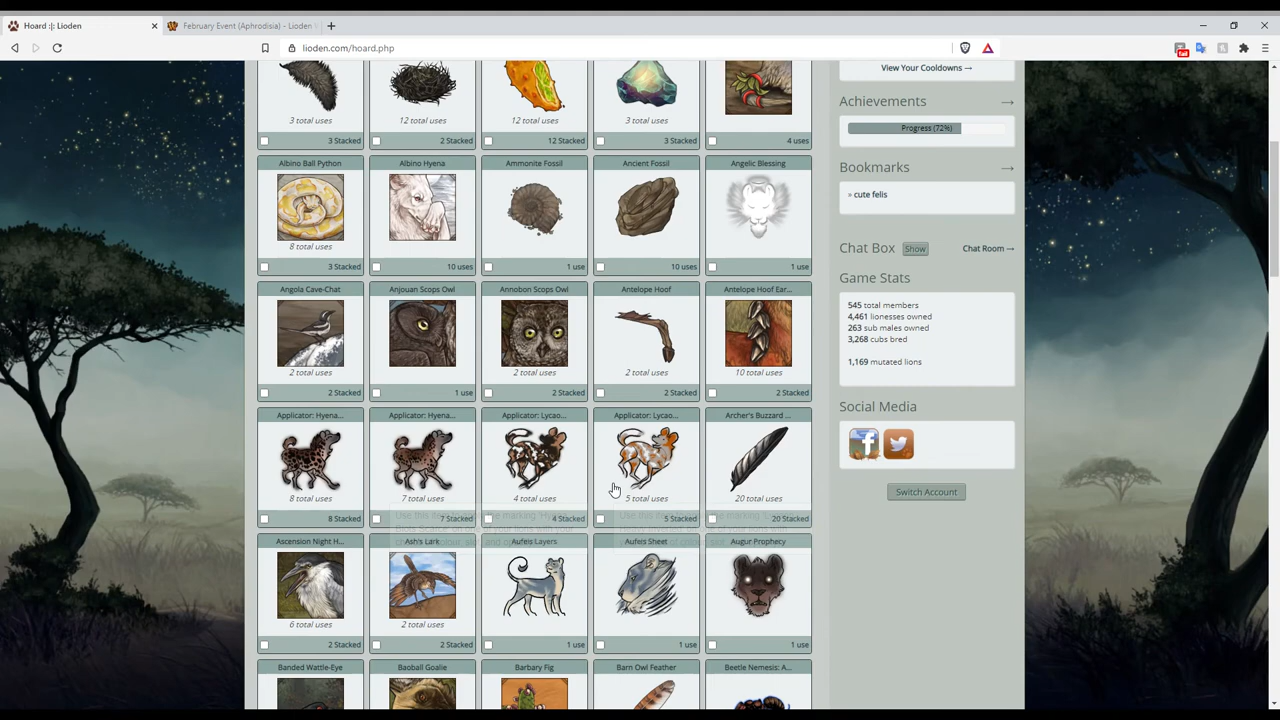 Hoard :|: Lioden
February Event (Aphrodisia) - Lioden
lioden.com/hoard.php
fail
3 total uses
12 total uses
12 total uses
3 total uses
3 Stacked
2 Stacked
12 Stacked
3 Stacked
4 uses
Albino Ball Python
Albino Hyena
Ammonite Fossil
Ancient Fossil
Angelic Blessing
8 total uses
3 Stacked
10 uses
1 use
10 uses
1 use
Angola Cave-Chat
Anjouan Scops Owl
Annobon Scops Owl
Antelope Hoof
Antelope Hoof Ear...
2 total uses
2 total uses
2 total uses
10 total uses
2 Stacked
1 use
2 Stacked
2 Stacked
2 Stacked
Applicator: Hyena...
Applicator: Hyena...
Applicator: Lycao...
Applicator: Lycao...
Archer's Buzzard ...
8 total uses
7 total uses
4 total uses
5 total uses
20 total uses
8 Stacked
7 Stacked
4 Stacked
5 Stacked
20 Stacked
Ascension Night H...
Ash's Lark
Aufeis Layers
Aufeis Sheet
Augur Prophecy
6 total uses
2 total uses
2 Stacked
2 Stacked
1 use
1 use
1 use
Banded Wattle-Eye
Baoball Goalie
Barbary Fig
Barn Owl Feather
Beetle Nemesis: A...
View Your Cooldowns →
Achievements →
Progress (72%)
Bookmarks →
» cute felis
Chat Box Show Chat Room →
Game Stats
545 total members
4,461 lionesses owned
263 sub males owned
3,268 cubs bred
1,169 mutated lions
Social Media
Switch Account